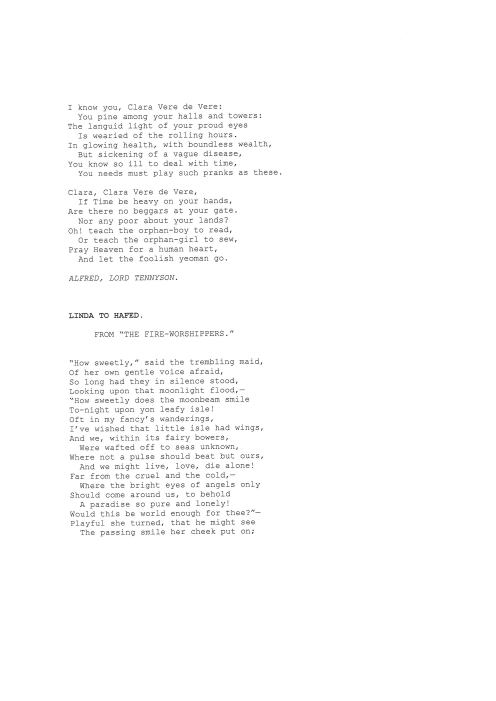 I know you, Clara Vere de Vere:
You pine among your halls and towers:
The languid light of your proud eyes
Is wearied of the rolling hours.
In glowing health, with boundless wealth,
But sickening of a vague disease,
You know so ill to deal with time,
You needs must play such pranks as these.
Clara, Clara Vere de Vere,
If Time be heavy on your hands,
Are there no beggars at your gate.
Nor any poor about your lands?
Oh! teach the orphan-boy to read,
Or teach the orphan-girl to sew,
Pray Heaven for a human heart,
And let the foolish yeoman go.
ALFRED, LORD TENNYSON.
LINDA TO HAFED.
FROM "THE FIRE-WORSHIPPERS."
"How sweetly," said the trembling maid,
Of her own gentle voice afraid,
So long had they in silence stood,
Looking upon that moonlight flood,—
"How sweetly does the moonbeam smile
To-night upon yon leafy isle!
Oft in my fancy's wanderings,
I've wished that little isle had wings,
And we, within its fairy bowers,
Were wafted off to seas unknown,
Where not a pulse should beat but ours,
And we might live, love, die alone!
Far from the cruel and the cold,—
Where the bright eyes of angels only
Should come around us, to behold
A paradise so pure and lonely!
Would this be world enough for thee?"—
Playful she turned, that he might see
The passing smile her cheek put on;